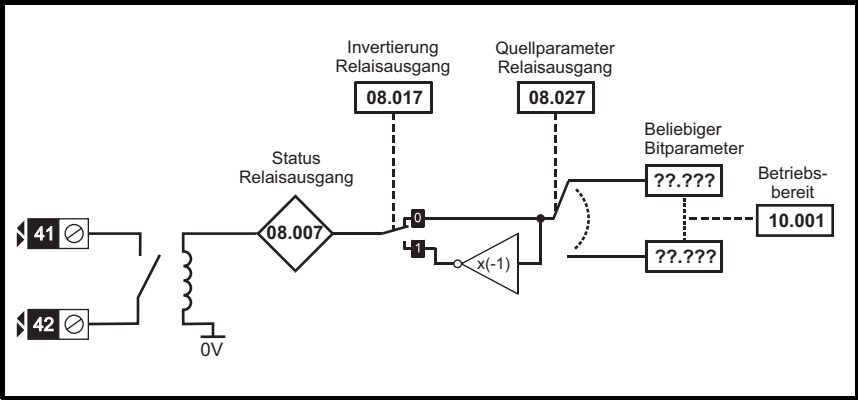 Invertierung
Relaisausgang
08.017
Quellparameter
Relaisausgang
08.027
Beliebiger
Bitparameter
??.???
Betriebs-
bereit
10.001
??.???
Status
Relaisausgang
08.007
0
1
x(-1)
41
42
0V